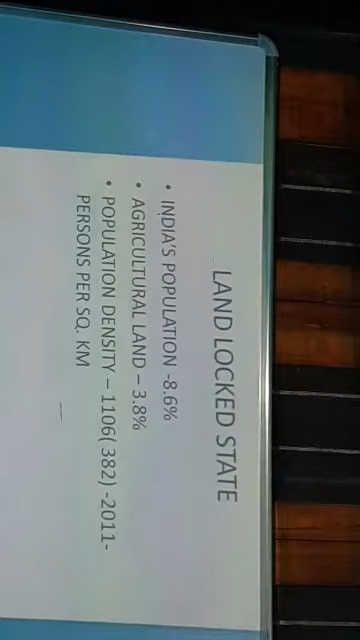 LAND LOCKED STATE
• INDIA'S POPULATION -8.6%
• AGRICULTURAL LAND – 3.8%
• POPULATION DENSITY – 1106( 382) -2011-
PERSONS PER SQ. KM